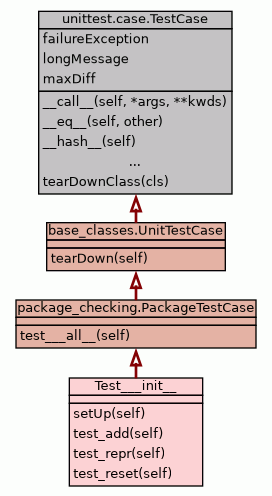 unittest.case.TestCase
failureException
longMessage
maxDiff
__call__(self, *args, **kwds)
__eq__(self, other)
__hash__(self)
...
tearDownClass(cls)
base_classes.UnitTestCase
tearDown(self)
package_checking.PackageTestCase
test___all__(self)
Test___init__
setUp(self)
test_add(self)
test_repr(self)
test_reset(self)